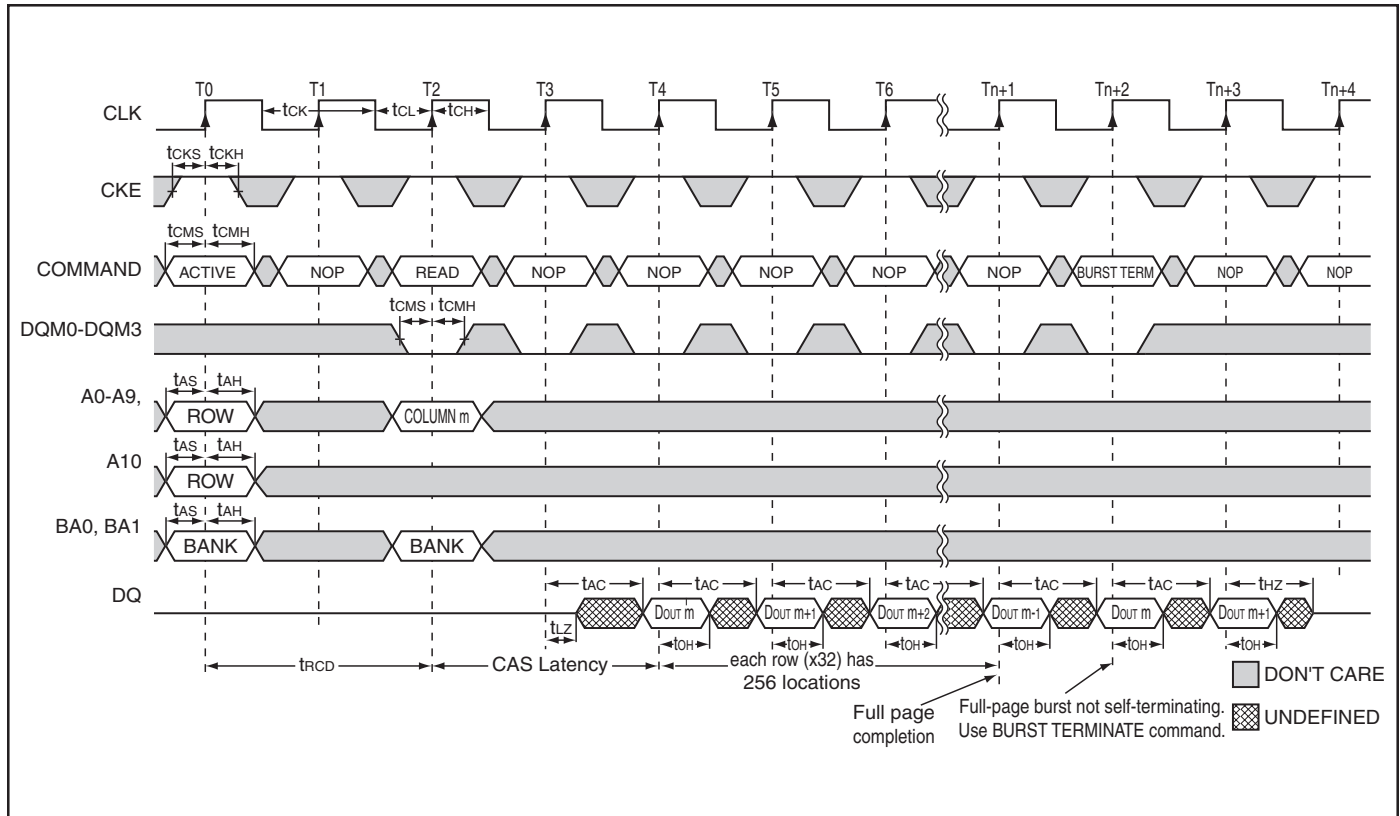 T0 T1 T2 T3 T4 T5 T6 Tn+1 Tn+2 Tn+3 Tn+4
CLK
tCK tCL tCH
tCKS tCKH
CKE
tCMS tCMH
COMMAND ACTIVE NOP READ NOP NOP NOP NOP NOP BURST TERM NOP NOP
tCMS tCMH
DQM0-DQM3
tAS tAH
A0-A9, ROW COLUMN m
tAS tAH
A10 ROW
tAS tAH
BA0, BA1 BANK BANK
tAC tAC tAC tAC tAC tAC tHZ
DQ DOUT m DOUT m+1 DOUT m+2 DOUT m-1 DOUT m DOUT m+1
tLZ tOH tOH tOH tOH tOH tOH
tRCD CAS Latency each row (x32) has
256 locations
DON'T CARE
UNDEFINED
Full page
completion
Full-page burst not self-terminating.
Use BURST TERMINATE command.